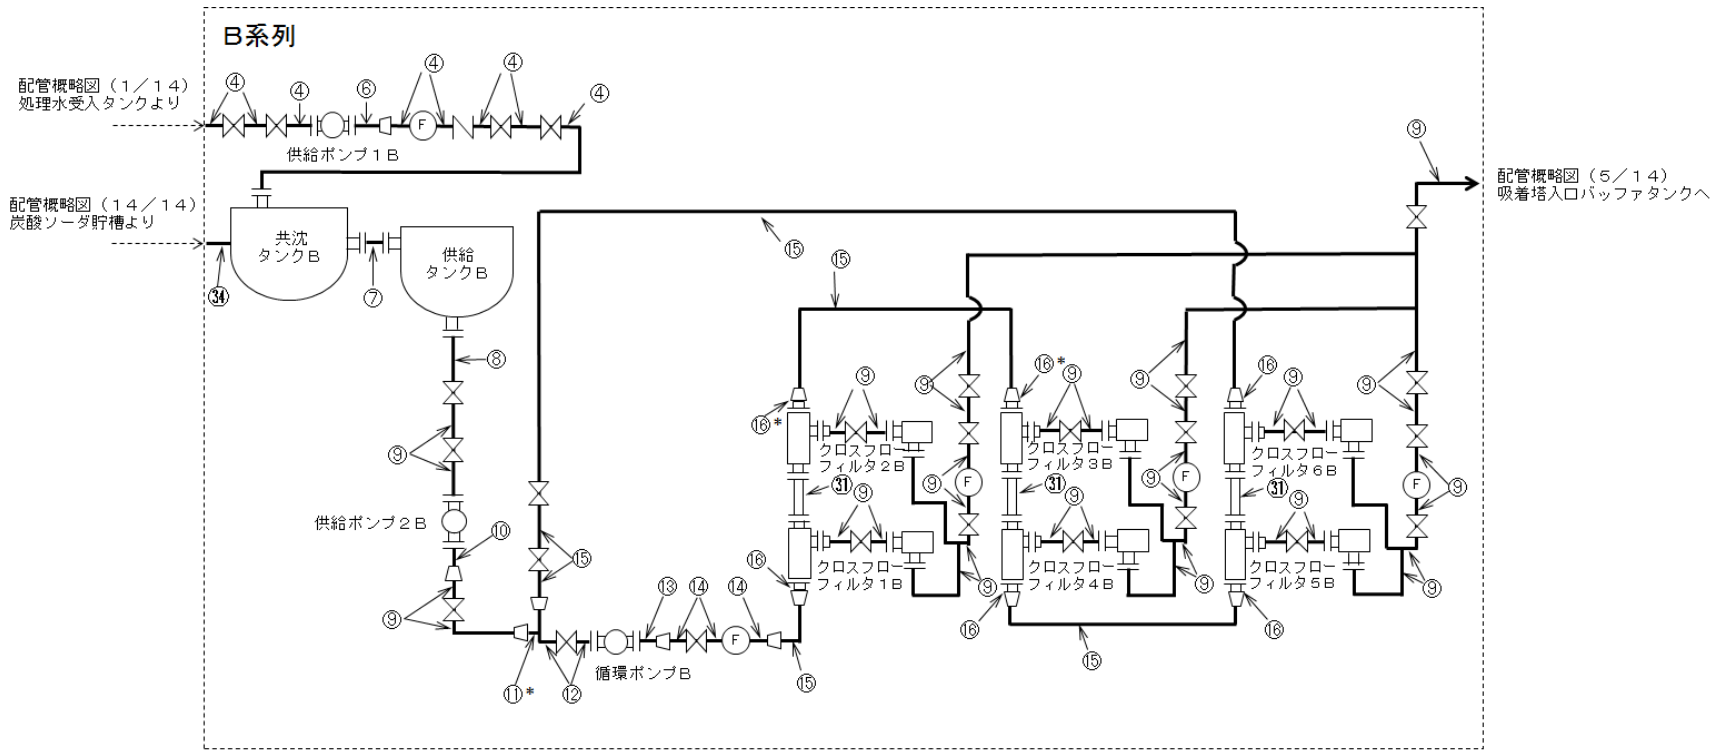 B系列
④ ④ ⑥ ④ ④ ④
配管概略図（１／１４）
処理水受入タンクより
F
供給ポンプ１B
⑨
配管概略図（５／１４）
吸着塔入口バッファタンクへ
配管概略図（１４／１４）
炭酸ソーダ貯槽より
共沈
タンクB
供給
タンクB
㉞ ⑦
⑮ ⑮
⑧
⑨ ⑨ ⑯* ⑨ ⑨ ⑯ ⑨ ⑨
⑯*
クロスフロー
フィルタ２B
クロスフロー
フィルタ３B
クロスフロー
フィルタ６B
⑨
㉛ ⑨ ⑨ F ㉛ ⑨ ⑨ F ㉛ ⑨ F ⑨
供給ポンプ２B
⑩
⑮
クロスフロー
フィルタ１B
クロスフロー
フィルタ４B
クロスフロー
フィルタ５B
⑯ ⑨ ⑨ ⑨
⑨ ⑬ ⑭ ⑭ ⑯ ⑯
F
循環ポンプB
⑪* ⑫ ⑮ ⑮